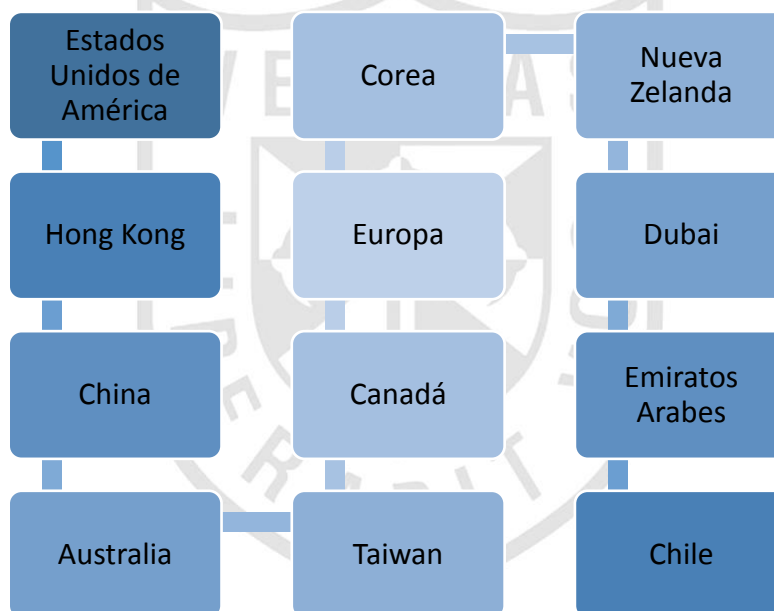 Estados
Unidos de
América
Hong Kong
China
Australia
Taiwan
Canadá
Europa
Corea
Nueva
Zelanda
Dubai
Emiratos
Arabes
Chile